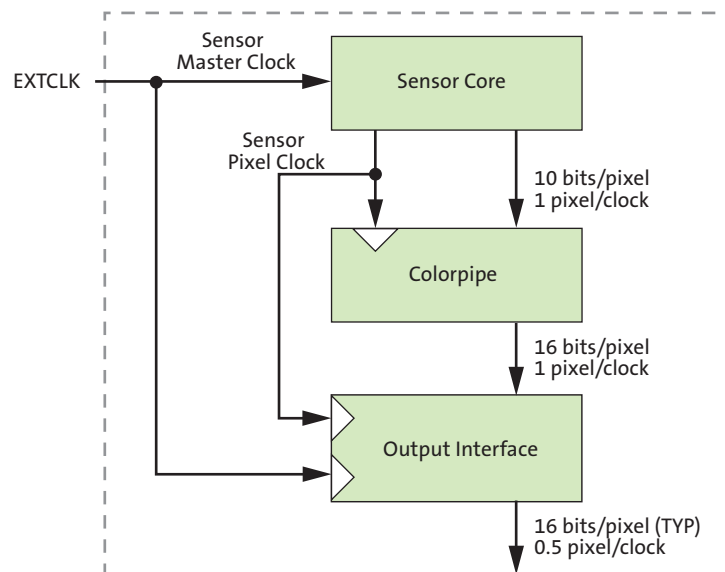 Sensor
Master Clock
EXTCLK
Sensor Core
Sensor
Pixel Clock
10 bits/pixel
1 pixel/clock
Colorpipe
16 bits/pixel
1 pixel/clock
Output Interface
16 bits/pixel (TYP)
0.5 pixel/clock